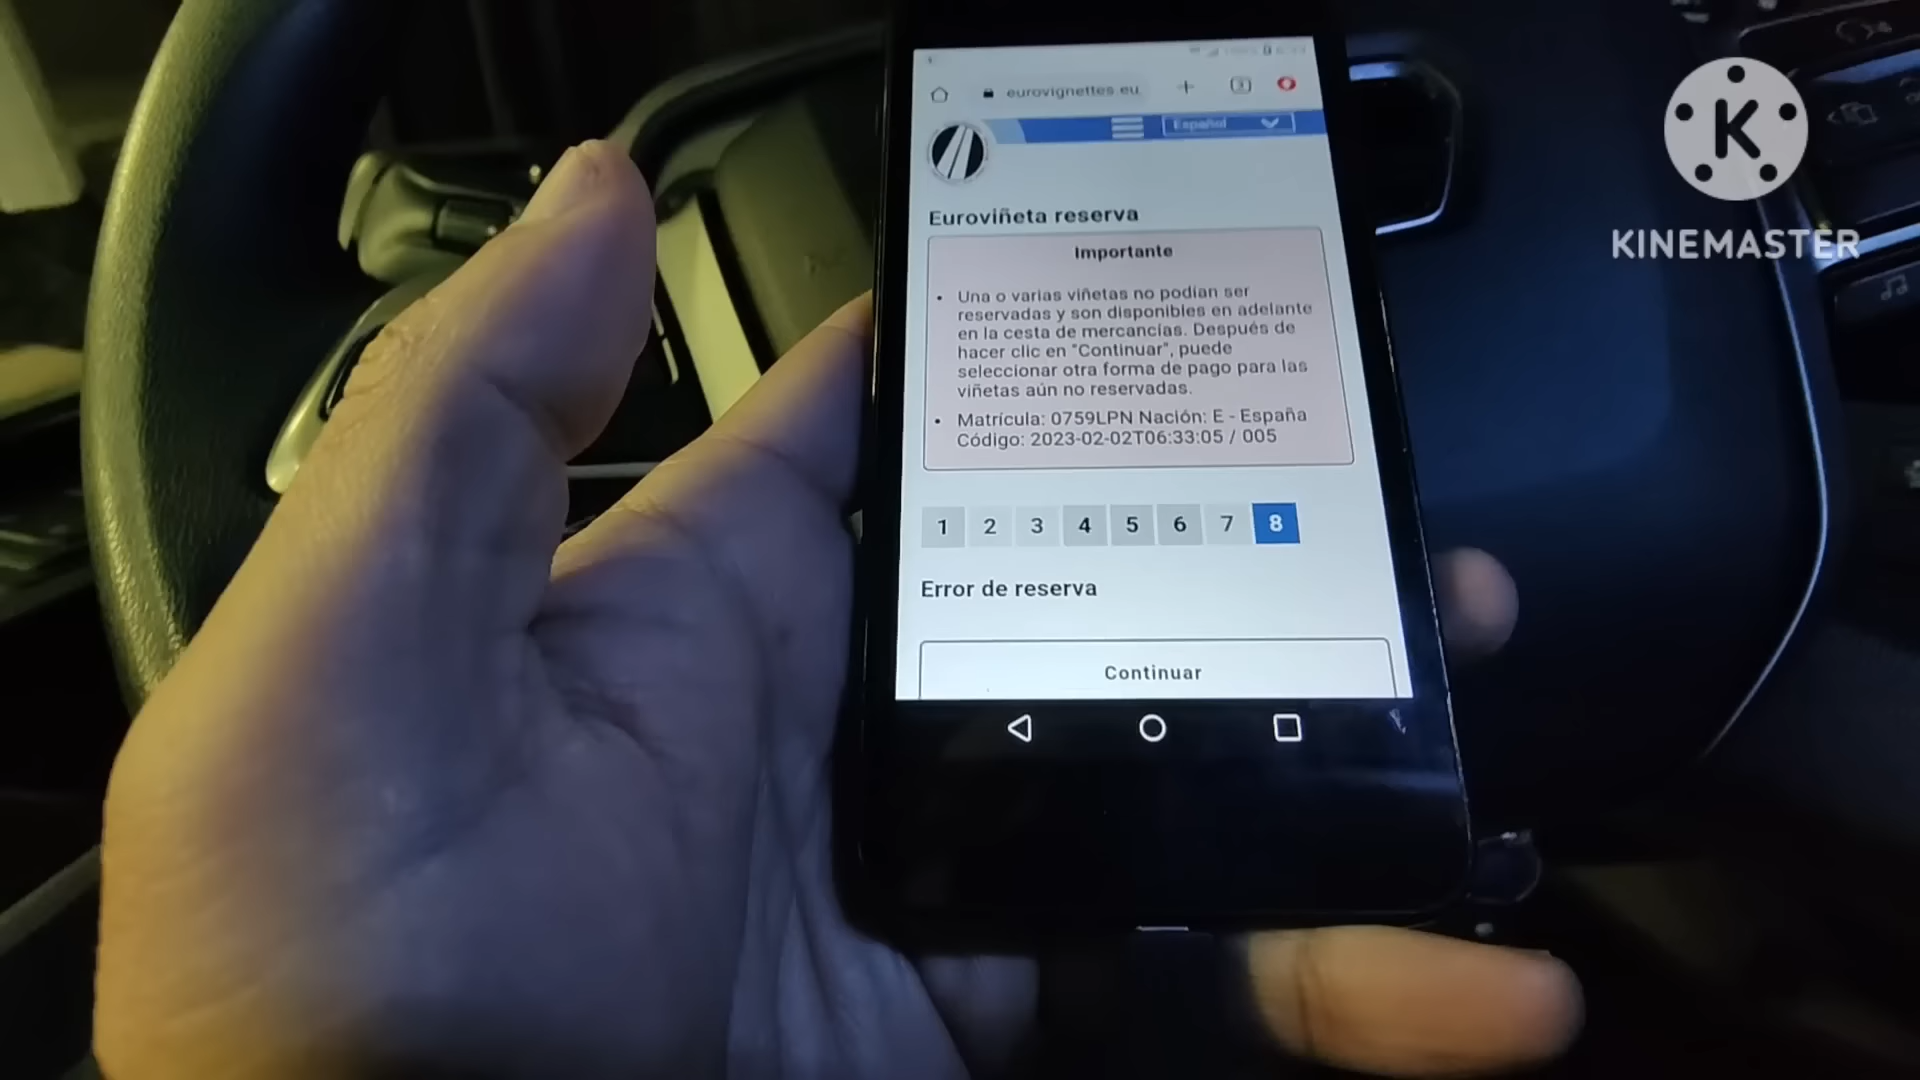 eurovignettes.eu
Español
Euroviñeta reserva
Importante
• Una o varias viñetas no podían ser
reservadas y son disponibles en adelante
en la cesta de mercancías. Después de
hacer clic en "Continuar", puede
seleccionar otra forma de pago para las
viñetas aún no reservadas.
• Matrícula: 0759LPN Nación: E - España
Código: 2023-02-02T06:33:05 / 005
1 2 3 4 5 6 7 8
Error de reserva
Continuar
K
KINEMASTER